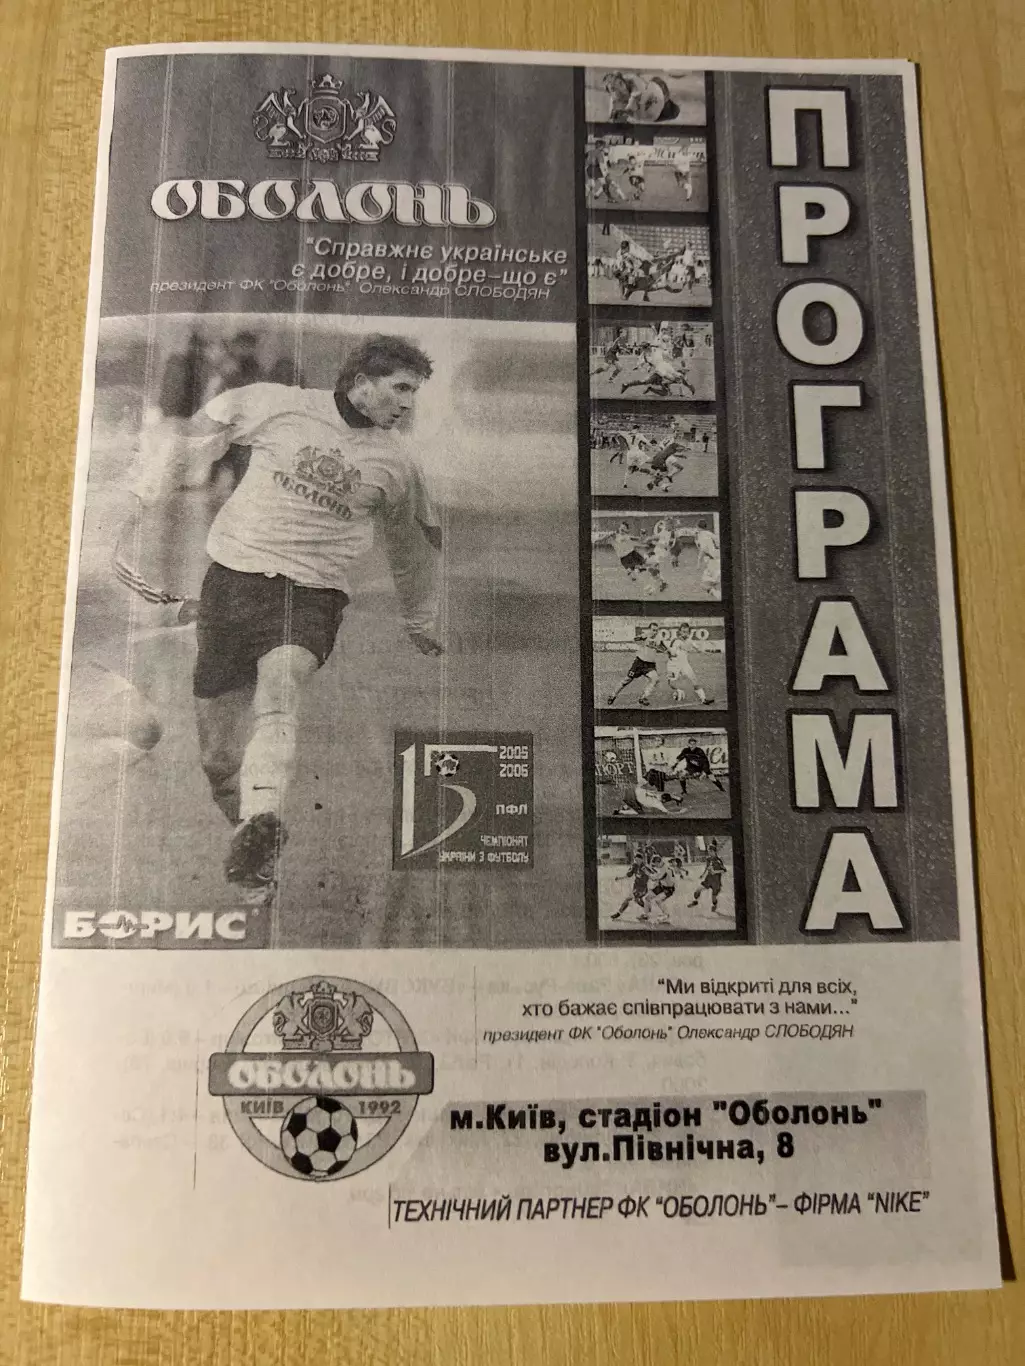 ОБОЛОНЬ
"Справжнє українське
є добре, і добре–що є"
президент ФК "Оболонь" Олександр СЛОБОДЯН
ПРОГРАМА
ОБОЛОНЬ
15
2005
2006
ПФЛ
ЧЕМПІОНАТ
УКРАЇНИ З ФУТБОЛУ
БОРИС
"Ми відкриті для всіх,
хто бажає співпрацювати з нами..."
президент ФК "Оболонь" Олександр СЛОБОДЯН
ОБОЛОНЬ
КИЇВ 1992
м.Київ, стадіон "Оболонь"
вул.Північна, 8
ТЕХНІЧНИЙ ПАРТНЕР ФК "ОБОЛОНЬ"– ФІРМА "NIKE"